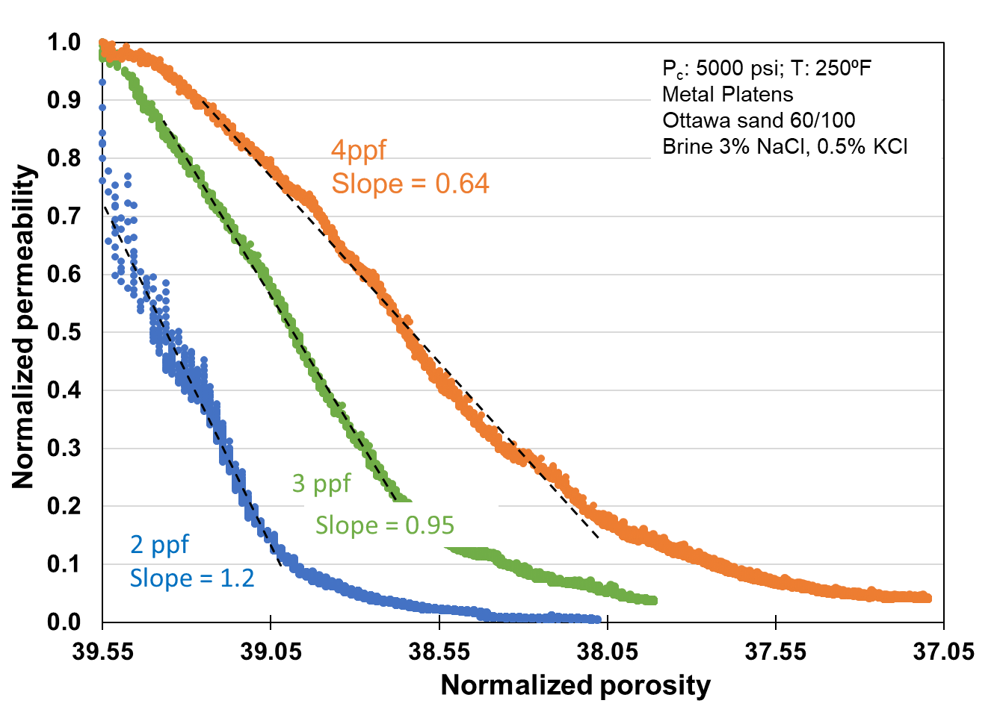 1.0
0.9
0.8
0.7
0.6
0.5
0.4
0.3
0.2
0.1
0.0
Normalized permeability
Pc: 5000 psi; T: 250ºF
Metal Platens
Ottawa sand 60/100
Brine 3% NaCl, 0.5% KCl
4ppf
Slope = 0.64
3 ppf
Slope = 0.95
2 ppf
Slope = 1.2
39.55 39.05 38.55 38.05 37.55 37.05
Normalized porosity